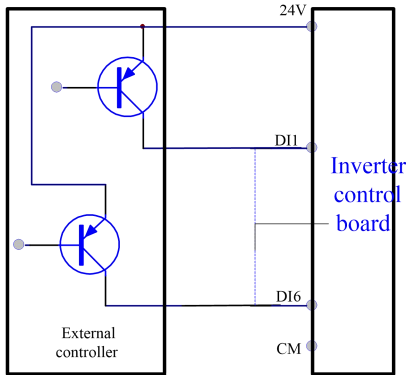 24V
DI1
Inverter
control
board
DI6
External
controller
CM